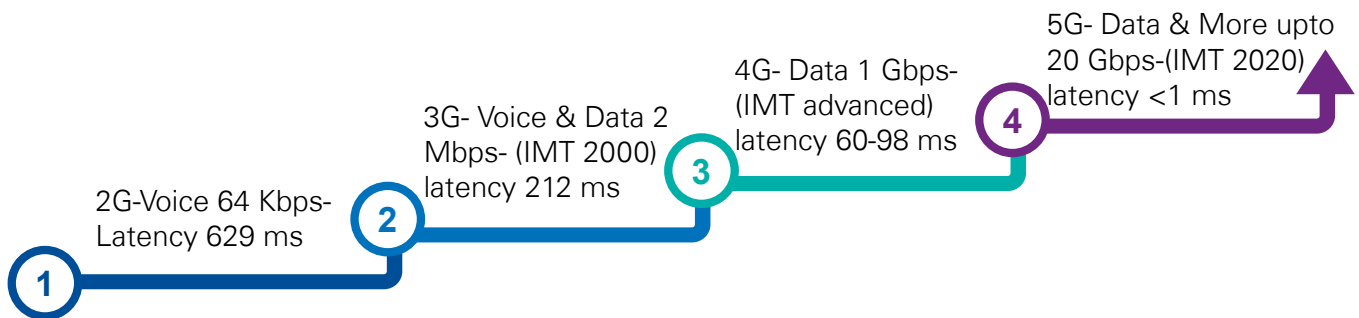 1
2G-Voice 64 Kbps-
Latency 629 ms
2
3G- Voice & Data 2
Mbps- (IMT 2000)
latency 212 ms
3
4G- Data 1 Gbps-
(IMT advanced)
latency 60-98 ms
4
5G- Data & More upto
20 Gbps-(IMT 2020)
latency <1 ms